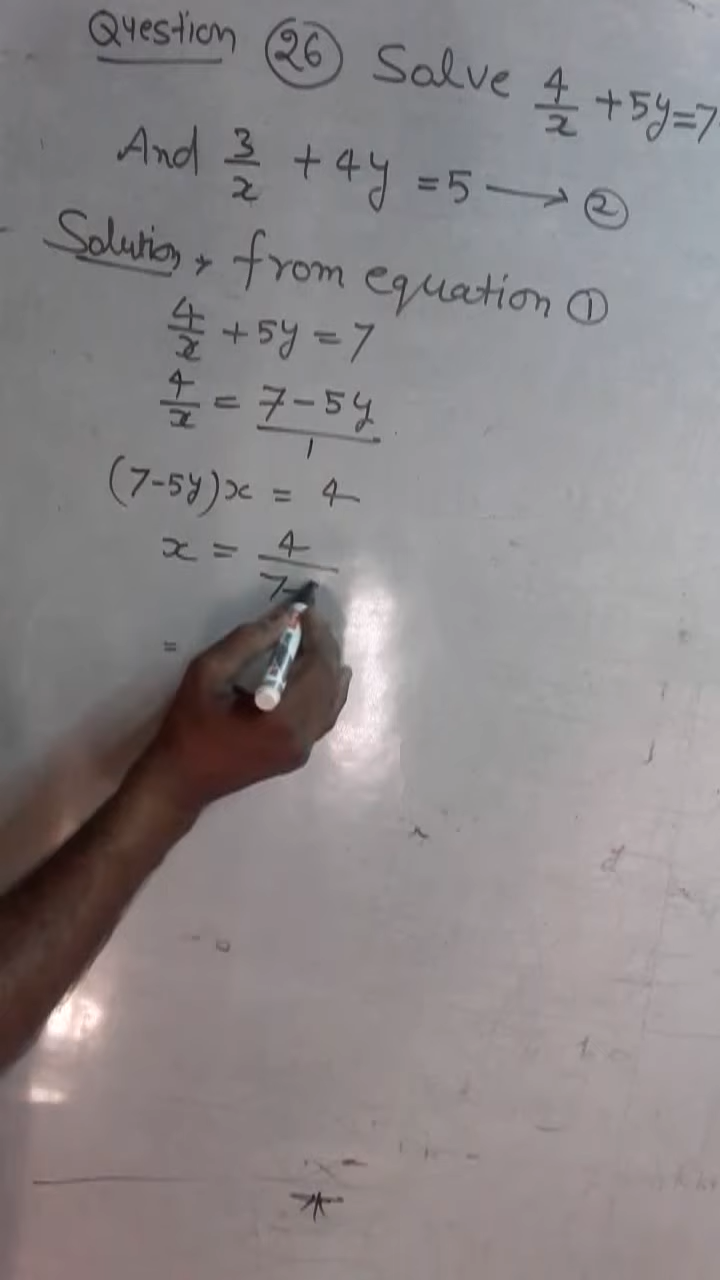 Question 26 Solve 4/x + 5y = 7
And 3/x + 4y = 5 → 2
Solution, from equation 1
4/x + 5y = 7
4/x = 7 - 5y / 1
(7-5y)x = 4
x = 4 / 7-
=